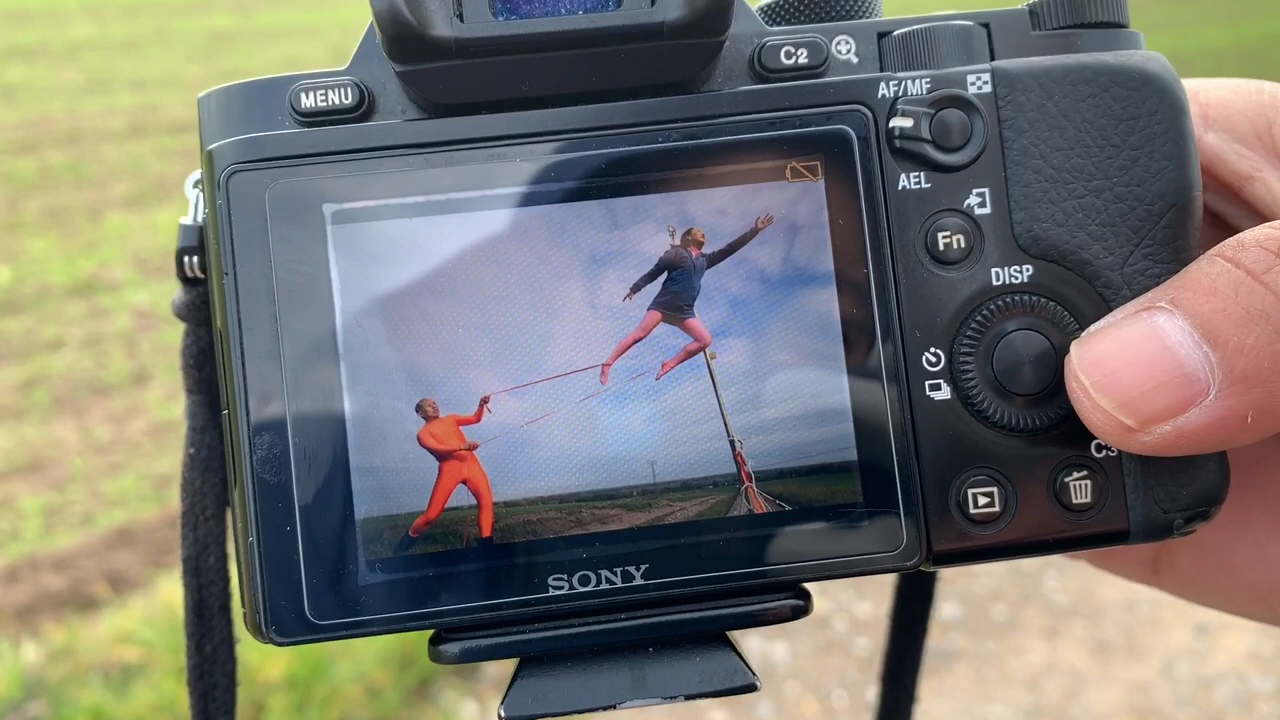 MENU
C2
AF/MF
AEL
Fn
DISP
C3
SONY